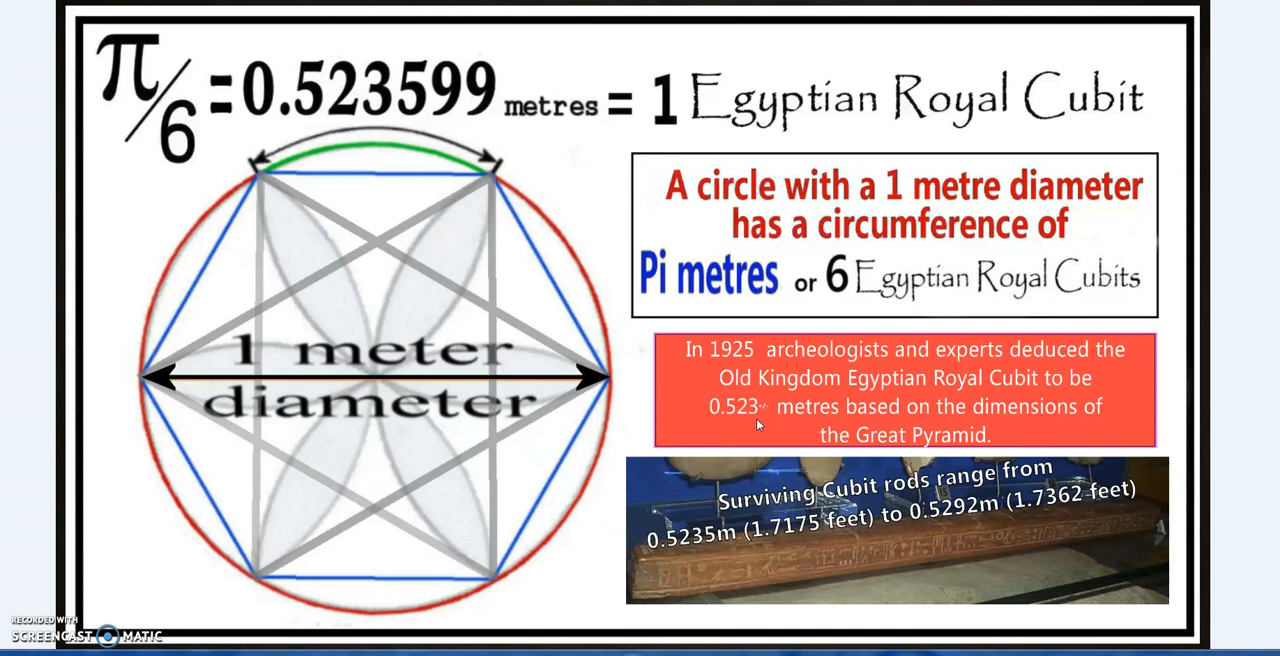 π/6 = 0.523599 metres = 1 Egyptian Royal Cubit
A circle with a 1 metre diameter
has a circumference of
Pi metres or 6 Egyptian Royal Cubits
1 meter
diameter
In 1925 archeologists and experts deduced the
Old Kingdom Egyptian Royal Cubit to be
0.523 metres based on the dimensions of
the Great Pyramid.
Surviving Cubit rods range from
0.5235m (1.7175 feet) to 0.5292m (1.7362 feet)
RECORDED WITH
SCREENCAST MATIC